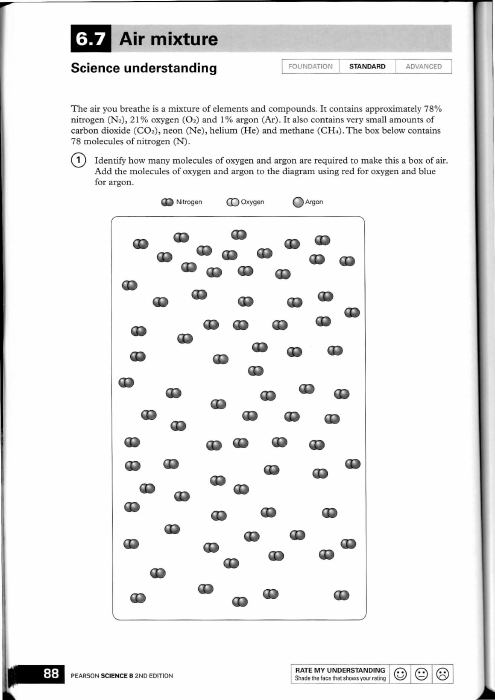 6.7 Air mixture
Science understanding
FOUNDATION STANDARD ADVANCED
The air you breathe is a mixture of elements and compounds. It contains approximately 78%
nitrogen (N₂), 21% oxygen (O₂) and 1% argon (Ar). It also contains very small amounts of
carbon dioxide (CO₂), neon (Ne), helium (He) and methane (CH₄). The box below contains
78 molecules of nitrogen (N).
1 Identify how many molecules of oxygen and argon are required to make this a box of air.
Add the molecules of oxygen and argon to the diagram using red for oxygen and blue
for argon.
Nitrogen Oxygen Argon
88 PEARSON SCIENCE 8 2ND EDITION
RATE MY UNDERSTANDING
Shade the face that shows your rating